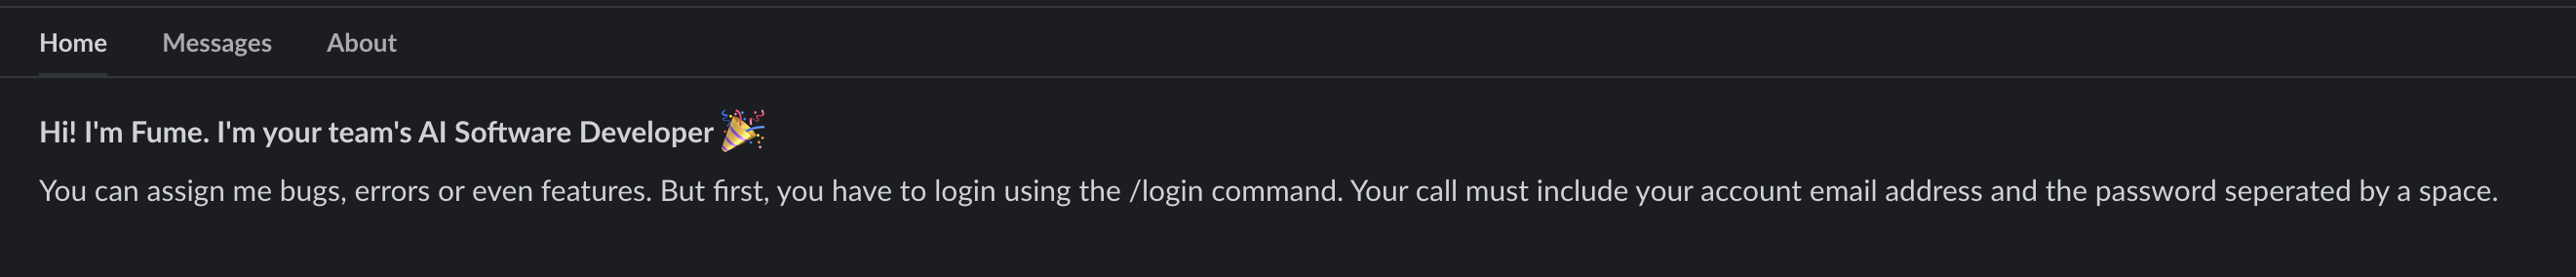 Home Messages About
Hi! I'm Fume. I'm your team's AI Software Developer 🎉
You can assign me bugs, errors or even features. But first, you have to login using the /login command. Your call must include your account email address and the password seperated by a space.